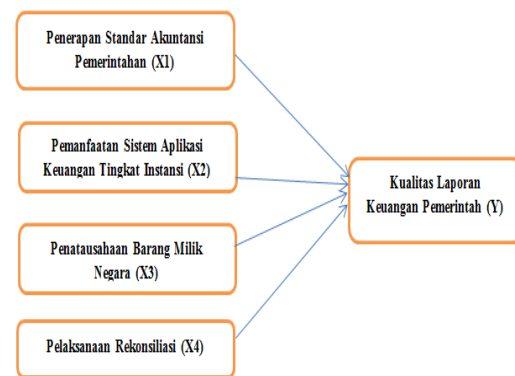 Penerapan Standar Akuntansi
Pemerintahan (X1)
Pemanfaatan Sistem Aplikasi
Keuangan Tingkat Instansi (X2)
Penatausahaan Barang Milik
Negara (X3)
Pelaksanaan Rekonsiliasi (X4)
Kualitas Laporan
Keuangan Pemerintah (Y)